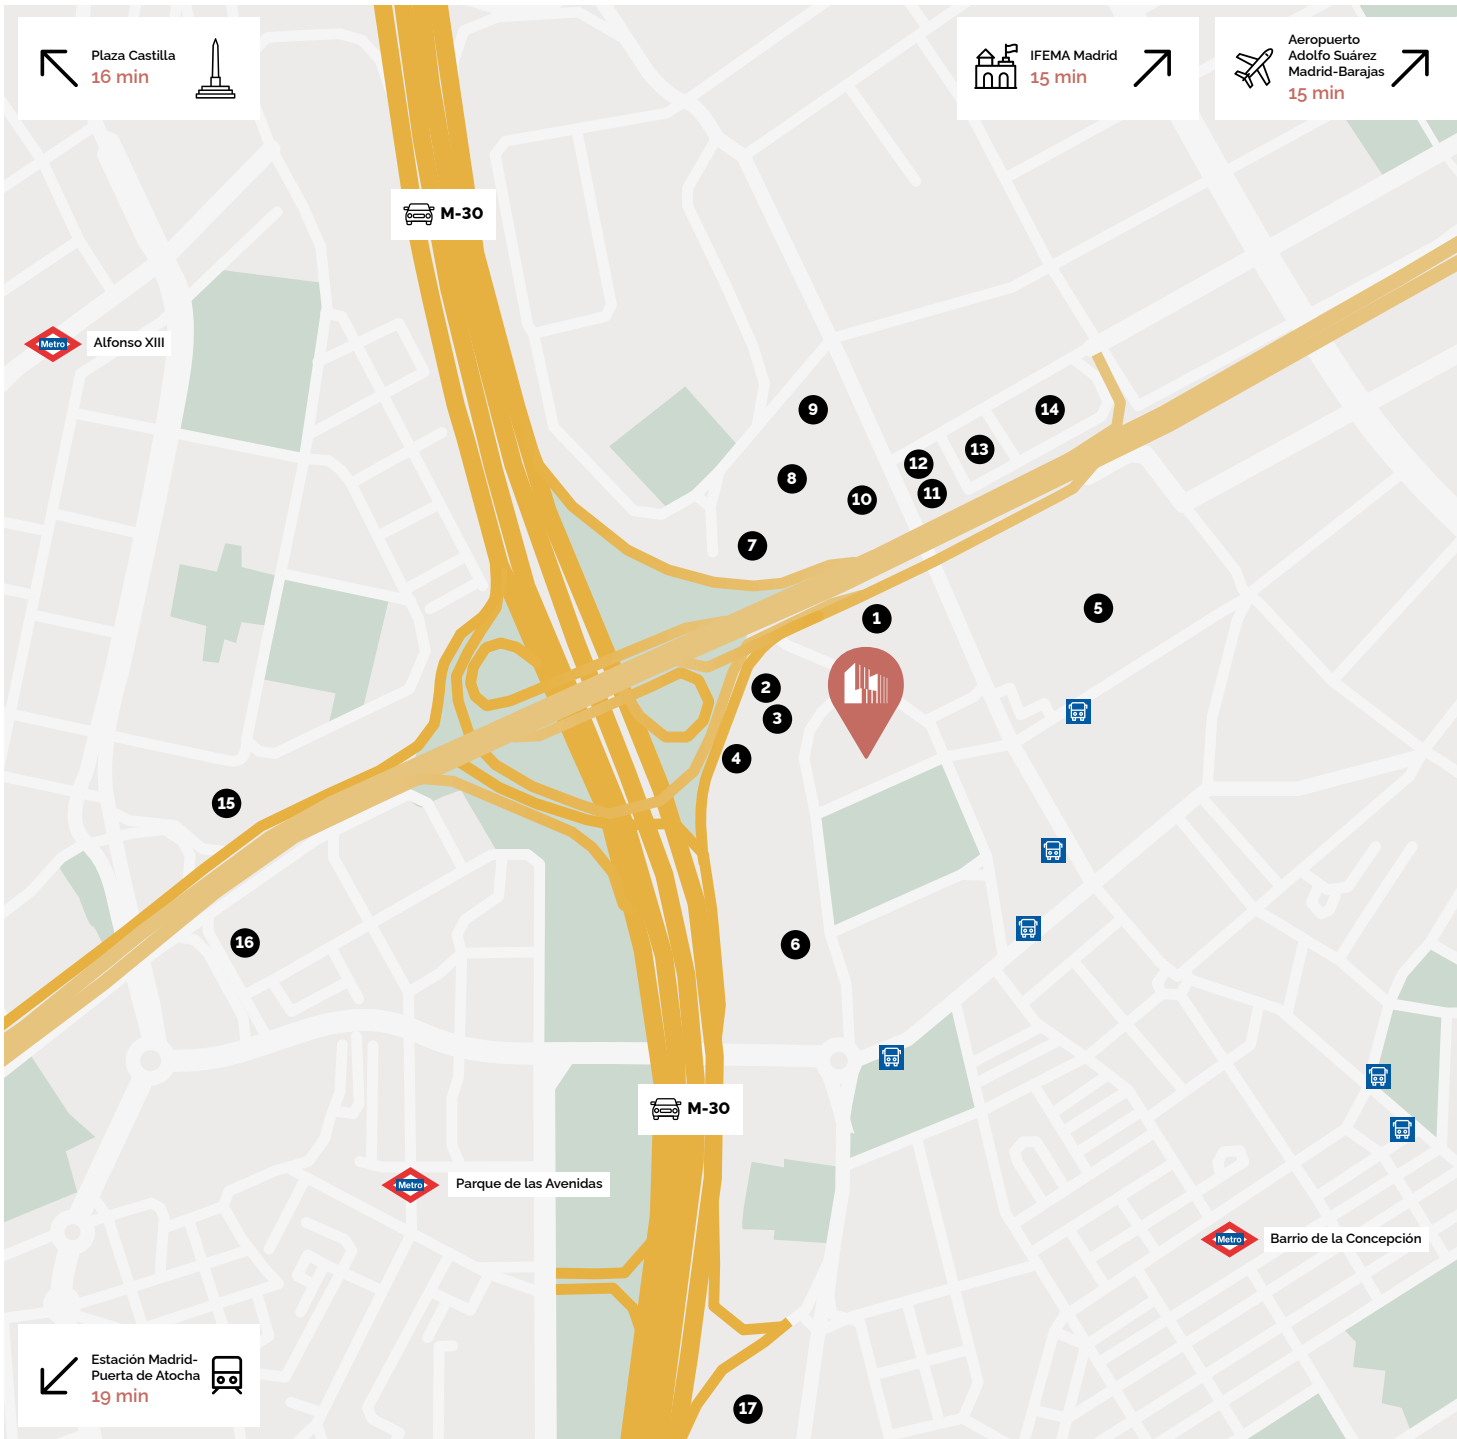 Plaza Castilla
16 min
IFEMA Madrid
15 min
Aeropuerto
Adolfo Suárez
Madrid-Barajas
15 min
M-30
Metro
Alfonso XIII
9
14
13
12
8
11
10
7
5
1
2
3
4
15
16
6
M-30
Metro
Parque de las Avenidas
Metro
Barrio de la Concepción
Estación Madrid-
Puerta de Atocha
19 min
17